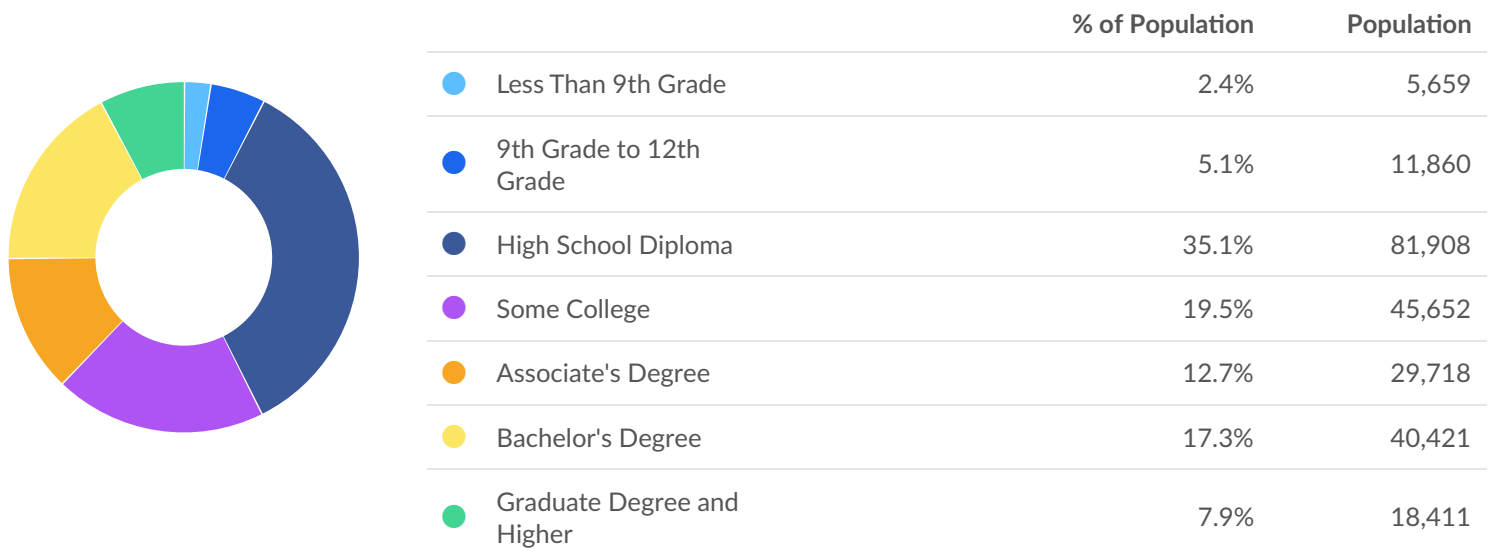 % of Population Population
Less Than 9th Grade 2.4% 5,659
9th Grade to 12th
Grade 5.1% 11,860
High School Diploma 35.1% 81,908
Some College 19.5% 45,652
Associate's Degree 12.7% 29,718
Bachelor's Degree 17.3% 40,421
Graduate Degree and
Higher 7.9% 18,411